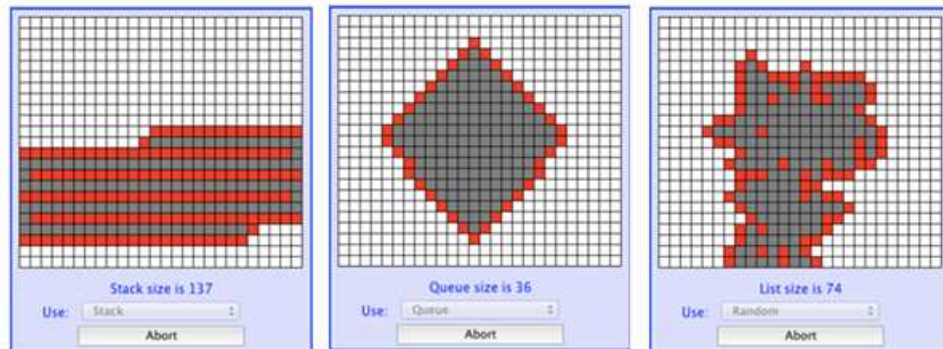 Stack size is 137
Use: Stack
Abort
Queue size is 36
Use: Queue
Abort
List size is 74
Use: Random
Abort